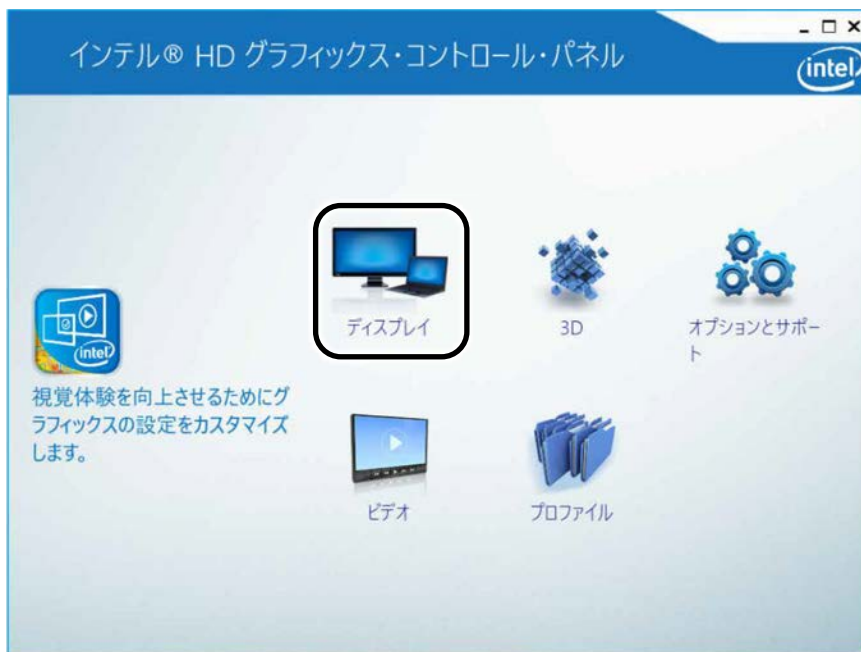 インテル® HD グラフィックス・コントロール・パネル
intel
ディスプレイ
3D
オプションとサポー
ト
intel
視覚体験を向上させるためにグ
ラフィックスの設定をカスタマイズ
します。
ビデオ
プロファイル